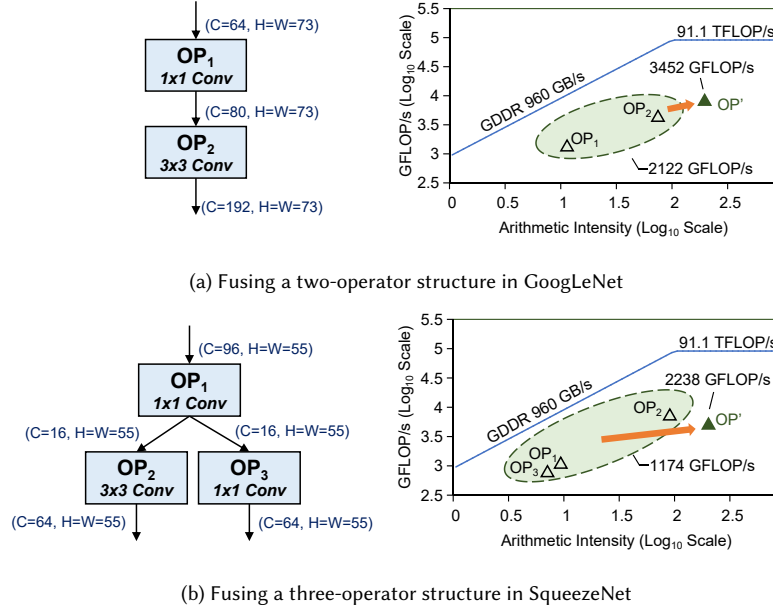 (C=64, H=W=73)
OP1
1x1 Conv
(C=80, H=W=73)
OP2
3x3 Conv
(C=192, H=W=73)
GFLOP/s (Log10 Scale)
5.5
5
4.5
4
3.5
3
2.5
0
0.5
1
1.5
2
2.5
Arithmetic Intensity (Log10 Scale)
GDDR 960 GB/s
91.1 TFLOP/s
3452 GFLOP/s
OP'
OP2
OP1
2122 GFLOP/s
(a) Fusing a two-operator structure in GoogLeNet
(C=96, H=W=55)
OP1
1x1 Conv
(C=16, H=W=55)
(C=16, H=W=55)
OP2
3x3 Conv
OP3
1x1 Conv
(C=64, H=W=55)
(C=64, H=W=55)
GFLOP/s (Log10 Scale)
5.5
5
4.5
4
3.5
3
2.5
0
0.5
1
1.5
2
2.5
Arithmetic Intensity (Log10 Scale)
GDDR 960 GB/s
91.1 TFLOP/s
2238 GFLOP/s
OP'
OP2
OP1
OP3
1174 GFLOP/s
(b) Fusing a three-operator structure in SqueezeNet